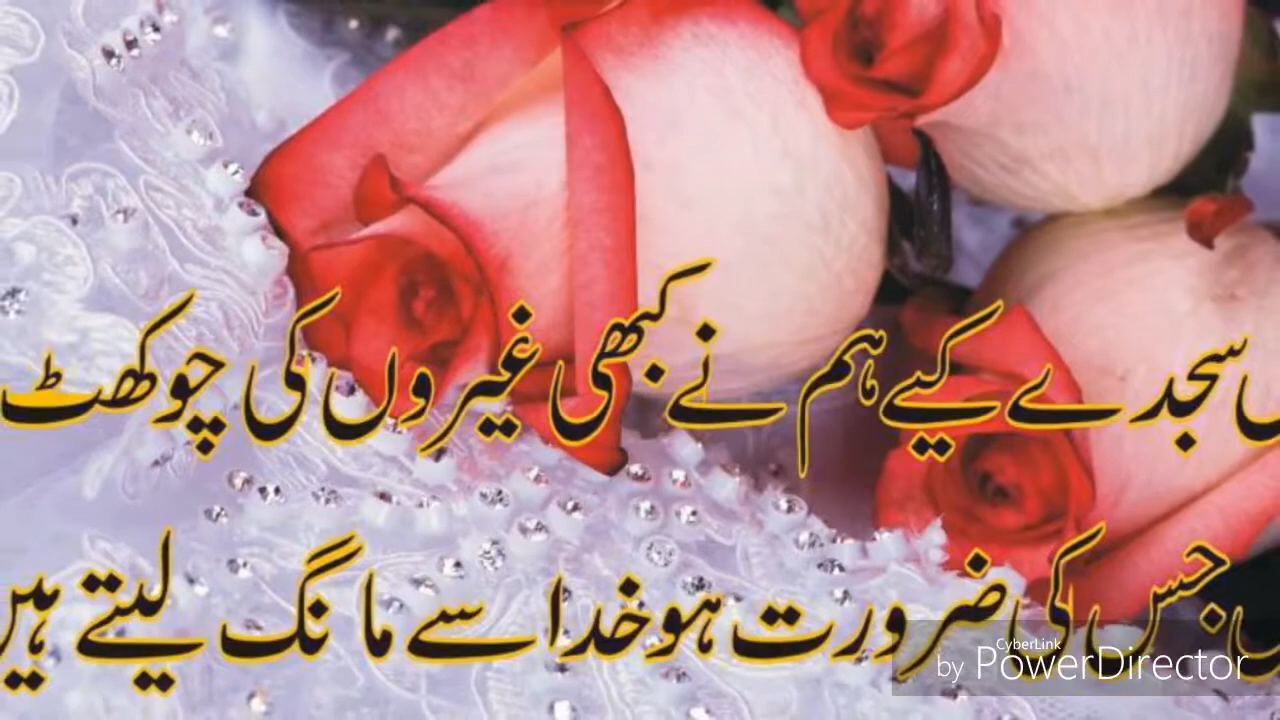 سجدے کیے ہم نے کبھی غیروں کی چوکھٹ
جس کی ضرورت ہو خدا سے مانگ لیتے ہیں
CyberLink
by PowerDirector